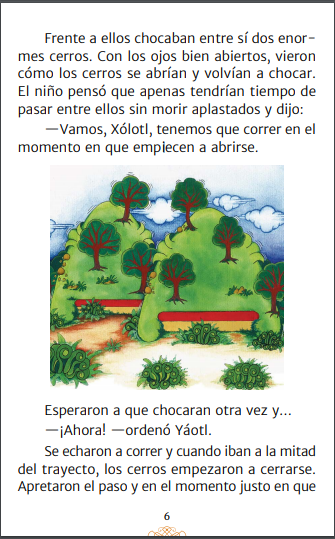 Frente a ellos chocaban entre sí dos enor-
mes cerros. Con los ojos bien abiertos, vieron
cómo los cerros se abrían y volvían a chocar.
El niño pensó que apenas tendrían tiempo de
pasar entre ellos sin morir aplastados y dijo:
—Vamos, Xólotl, tenemos que correr en el
momento en que empiecen a abrirse.
Esperaron a que chocaran otra vez y...
—¡Ahora! —ordenó Yáotl.
Se echaron a correr y cuando iban a la mitad
del trayecto, los cerros empezaron a cerrarse.
Apretaron el paso y en el momento justo en que
6